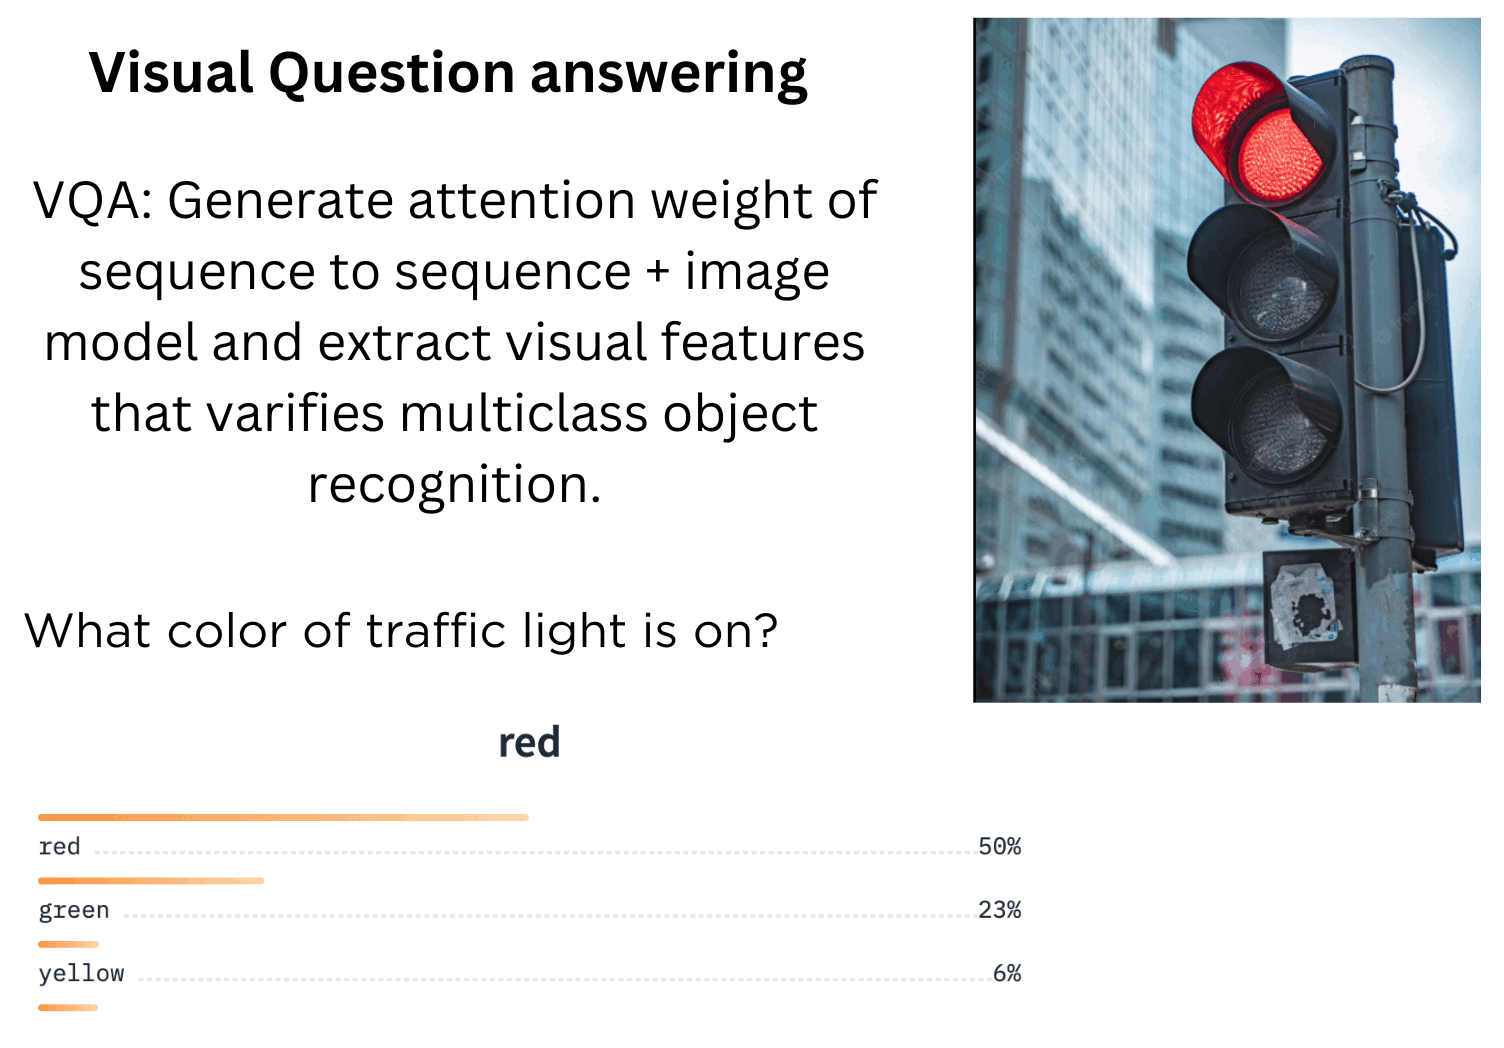 Visual Question answering
VQA: Generate attention weight of
sequence to sequence + image
model and extract visual features
that varifies multiclass object
recognition.
What color of traffic light is on?
red
red 50%
green 23%
yellow 6%